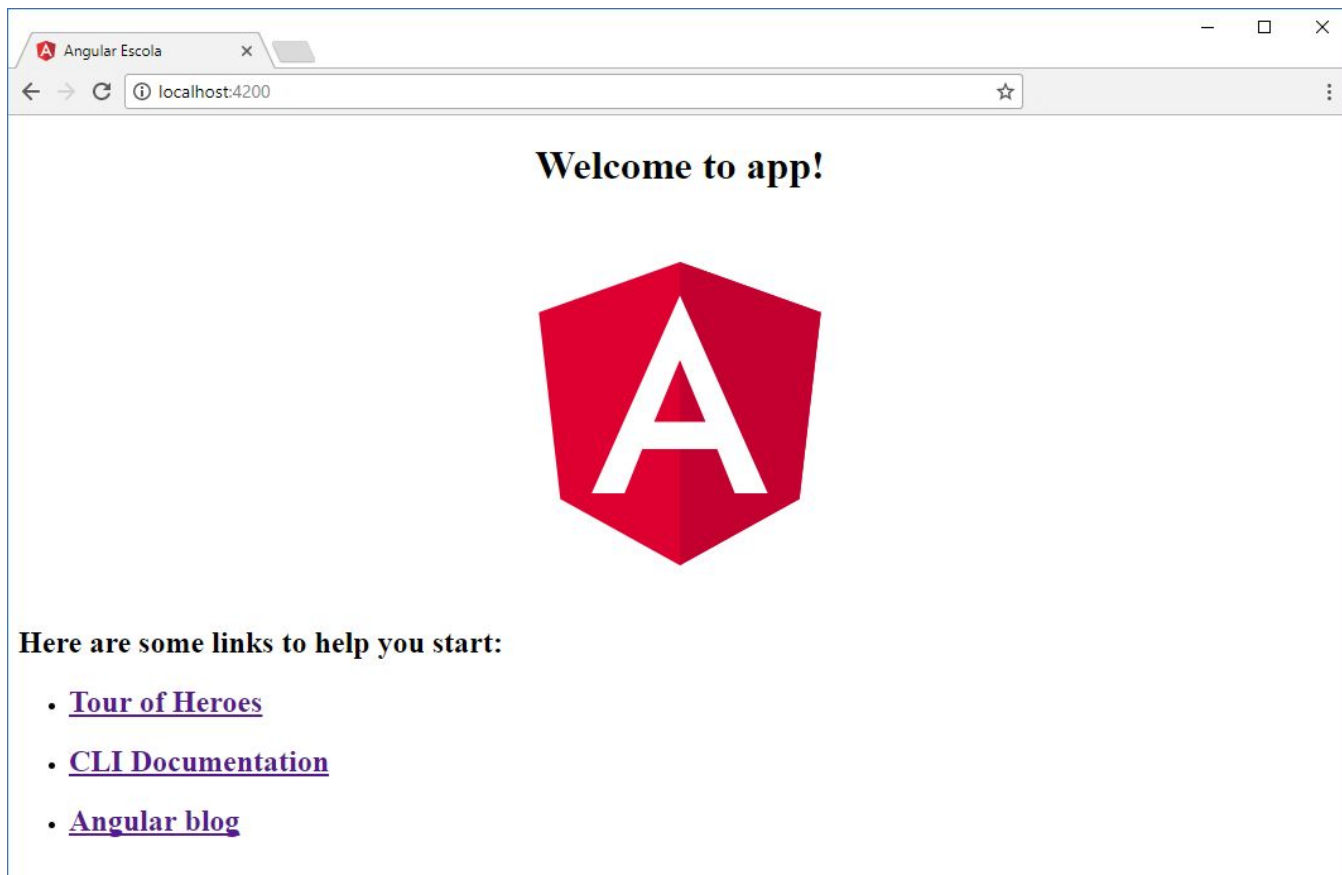 Angular Escola
localhost:4200
Welcome to app!
A
Here are some links to help you start:
Tour of Heroes
CLI Documentation
Angular blog